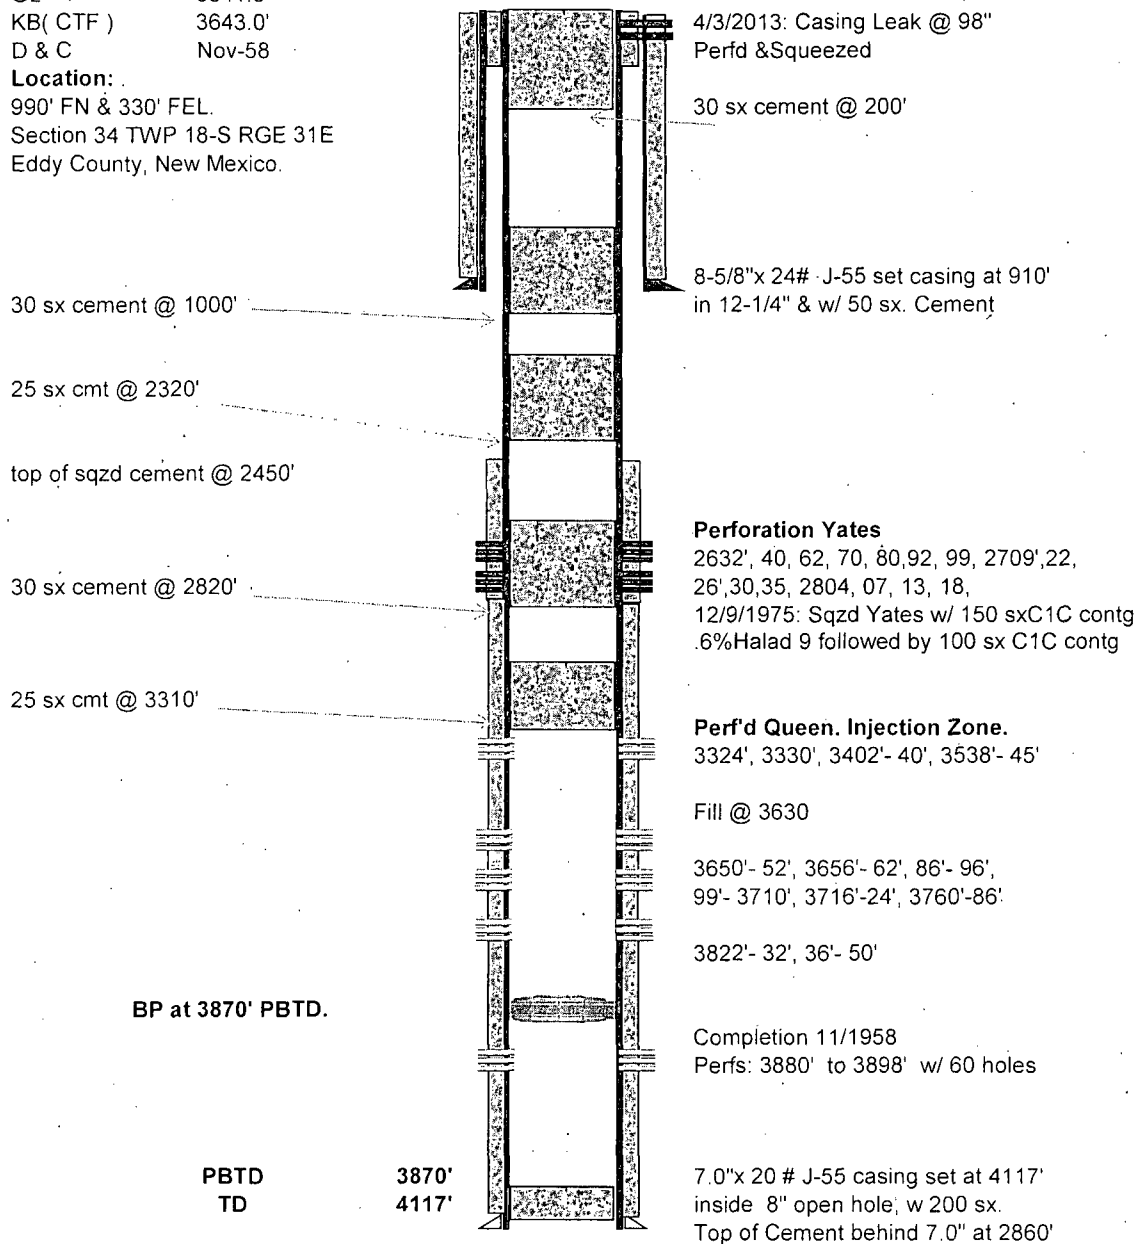 KB( CTF ) 3643.0'
D & C Nov-58
Location: .
990' FN & 330' FEL.
Section 34 TWP 18-S RGE 31E
Eddy County, New Mexico.
4/3/2013: Casing Leak @ 98"
Perfd &Squeezed
30 sx cement @ 200'
8-5/8"x 24# J-55 set casing at 910'
in 12-1/4" & w/ 50 sx. Cement
30 sx cement @ 1000'
25 sx cmt @ 2320'
top of sqzd cement @ 2450'
30 sx cement @ 2820'
25 sx cmt @ 3310'
Perforation Yates
2632', 40, 62, 70, 80,92, 99, 2709',22,
26',30,35, 2804, 07, 13, 18,
12/9/1975: Sqzd Yates w/ 150 sxC1C contg
.6%Halad 9 followed by 100 sx C1C contg
Perf'd Queen. Injection Zone.
3324', 3330', 3402'- 40', 3538'- 45'
Fill @ 3630
3650'- 52', 3656'- 62', 86'- 96',
99'- 3710', 3716'-24', 3760'-86'
3822'- 32', 36'- 50'
BP at 3870' PBTD.
Completion 11/1958
Perfs: 3880' to 3898' w/ 60 holes
PBTD 3870'
TD 4117'
7.0"x 20 # J-55 casing set at 4117'
inside 8" open hole, w 200 sx.
Top of Cement behind 7.0" at 2860'